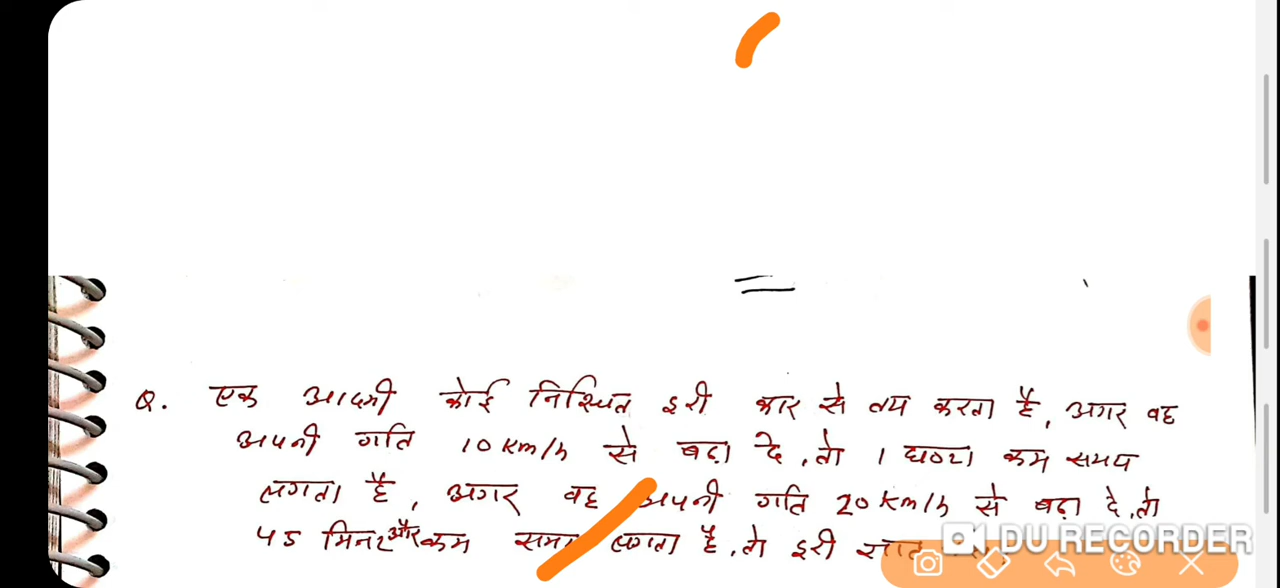 Q. एक आदमी कोई निश्चित दूरी कार से तय करता है, अगर वह
अपनी गति 10 km/h से बढ़ा दे, तो 1 घण्टा कम समय
लगता है, अगर वह अपनी गति 20 km/h से बढ़ा दे, तो
45 मिनट और कम समय लगता है, तो दूरी ज्ञात
DU RECORDER